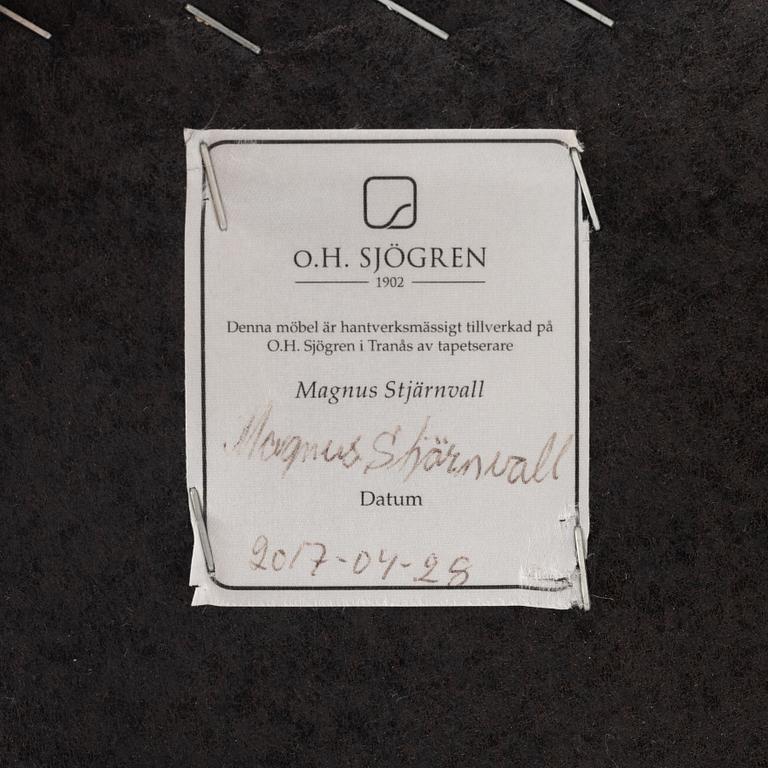 O.H. SJÖGREN
1902
Denna möbel är hantverksmässigt tillverkad på
O.H. Sjögren i Tranås av tapetserare
Magnus Stjärnvall
Magnus Stjärnvall
Datum
2017-04-28